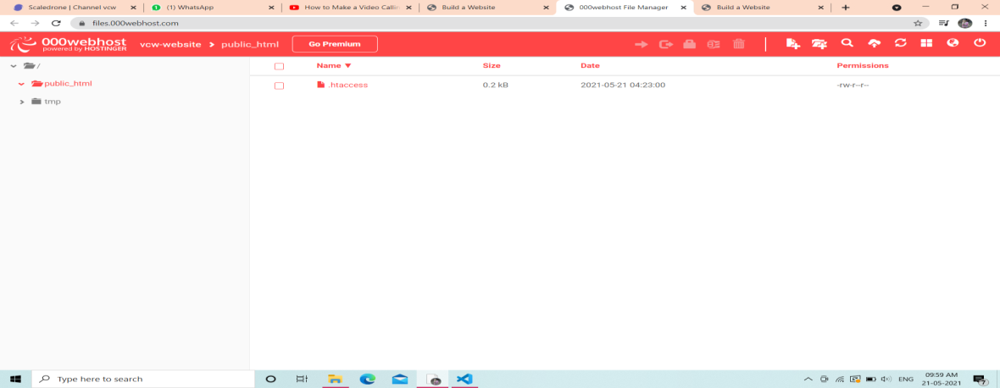 Scaledrone | Channel vcw
(1) WhatsApp
How to Make a Video Callin
Build a Website
000webhost File Manager
Build a Website
files.000webhost.com
000webhost
powered by HOSTINGER
vcw-website > public_html
Go Premium
/
Name ▼ Size Date Permissions
public_html
.htaccess 0.2 kB 2021-05-21 04:23:00 -rw-r--r--
tmp
Type here to search
ENG
09:59 AM
21-05-2021
7